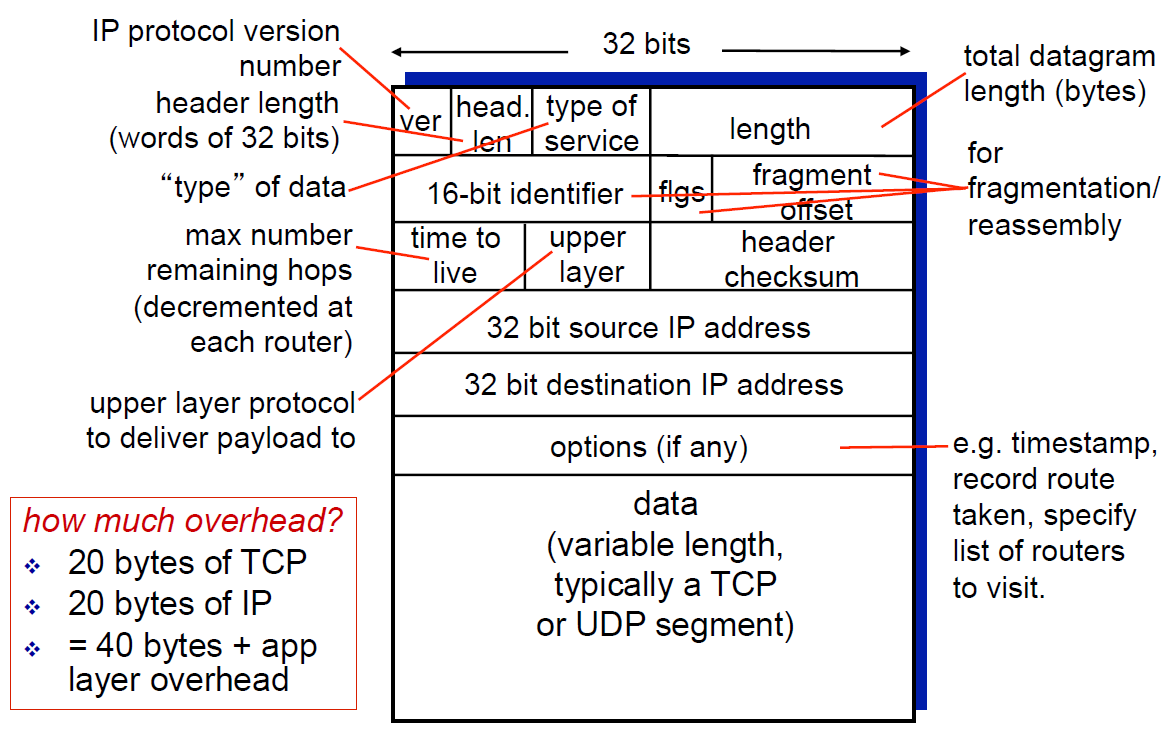 IP protocol version
number
header length
(words of 32 bits)
“type” of data
max number
remaining hops
(decremented at
each router)
upper layer protocol
to deliver payload to
how much overhead?
20 bytes of TCP
20 bytes of IP
= 40 bytes + app
layer overhead
32 bits
ver
head.
len
type of
service
length
16-bit identifier
flgs
fragment
offset
time to
live
upper
layer
header
checksum
32 bit source IP address
32 bit destination IP address
options (if any)
data
(variable length,
typically a TCP
or UDP segment)
total datagram
length (bytes)
for
fragmentation/
reassembly
e.g. timestamp,
record route
taken, specify
list of routers
to visit.